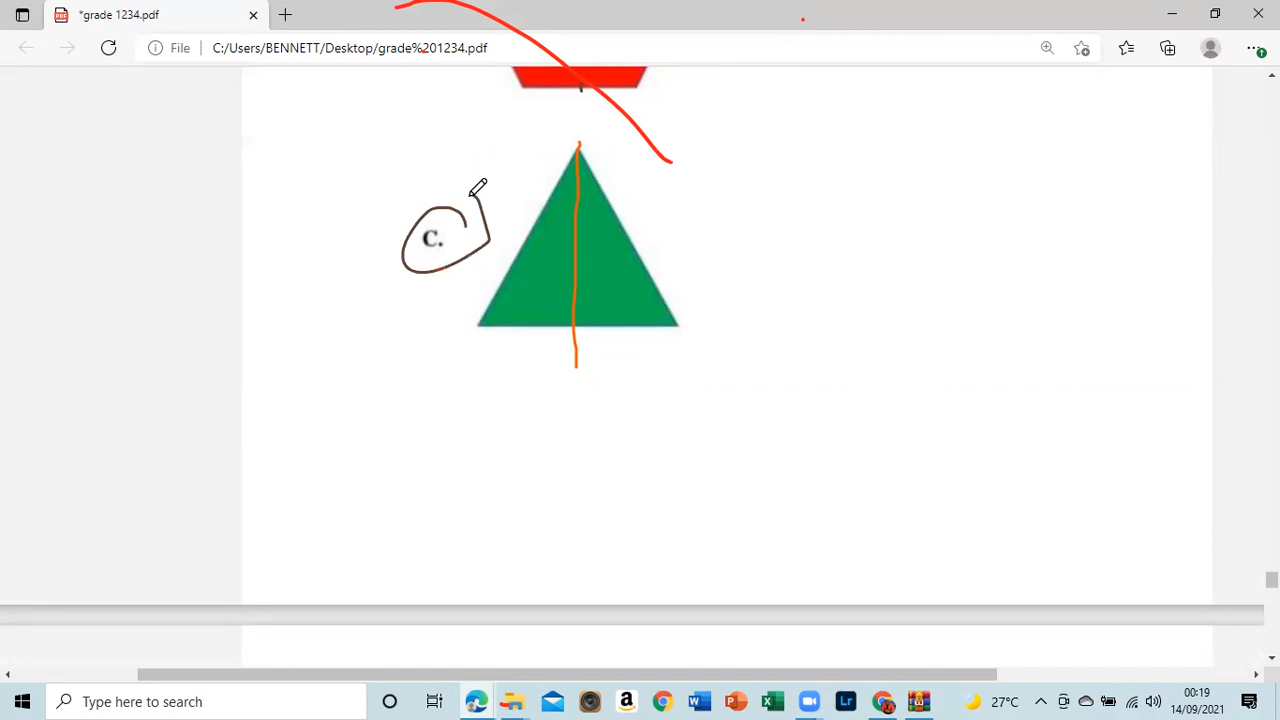 *grade 1234.pdf
File C:/Users/BENNETT/Desktop/grade%201234.pdf
C.
Type here to search
27°C
00:19
14/09/2021